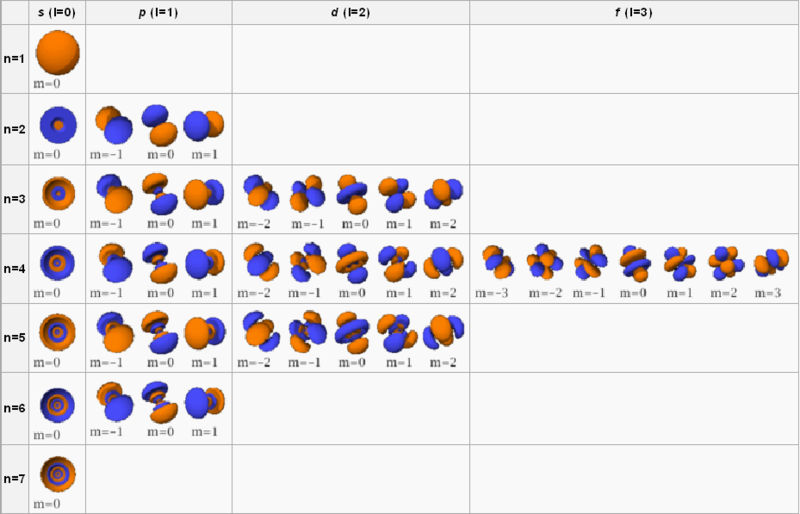 s (l=0) p (l=1) d (l=2) f (l=3)
n=1
m=0
n=2
m=0 m=-1 m=0 m=1
n=3
m=0 m=-1 m=0 m=1 m=-2 m=-1 m=0 m=1 m=2
n=4
m=0 m=-1 m=0 m=1 m=-2 m=-1 m=0 m=1 m=2 m=-3 m=-2 m=-1 m=0 m=1 m=2 m=3
n=5
m=0 m=-1 m=0 m=1 m=-2 m=-1 m=0 m=1 m=2
n=6
m=0 m=-1 m=0 m=1
n=7
m=0